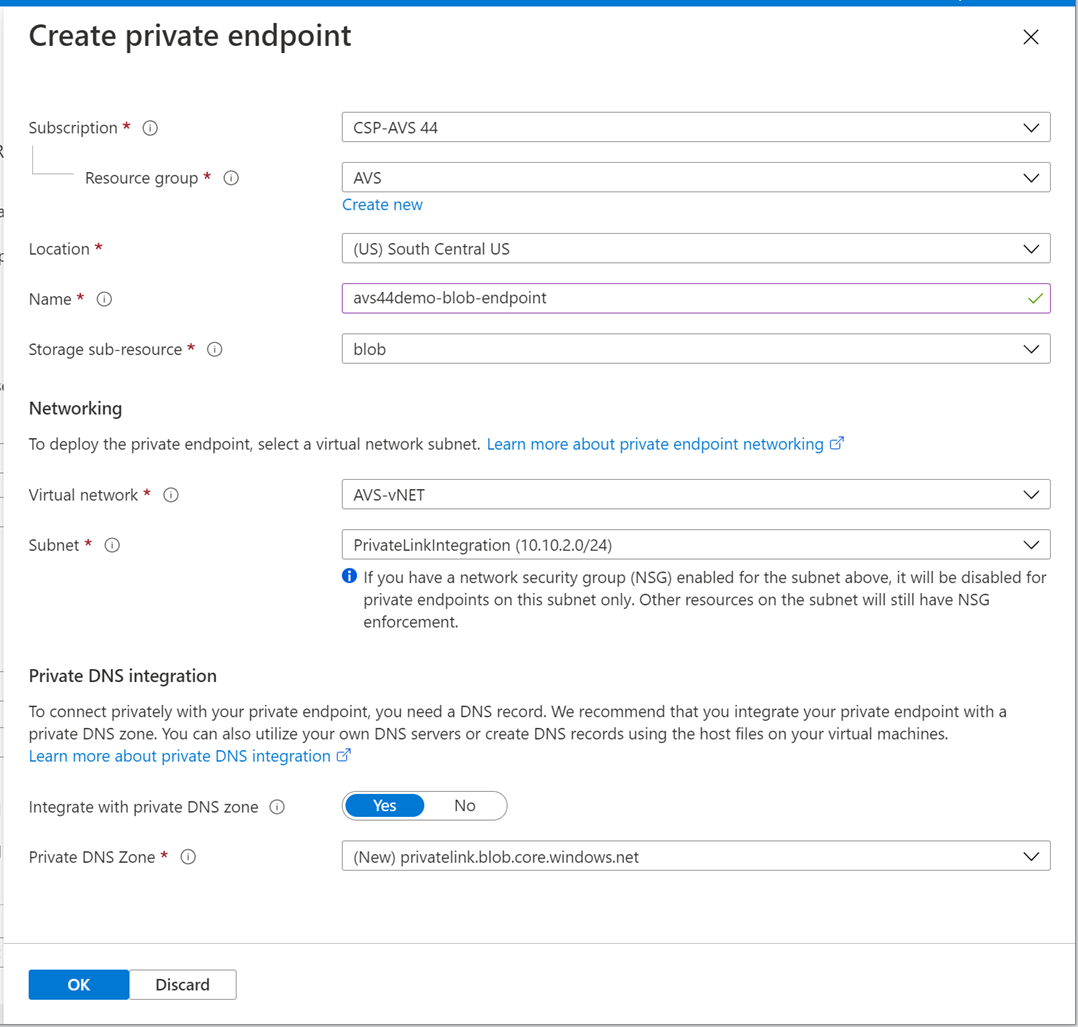 Create private endpoint
Subscription *
CSP-AVS 44
Resource group *
AVS
Create new
Location *
(US) South Central US
Name *
avs44demo-blob-endpoint
Storage sub-resource *
blob
Networking
To deploy the private endpoint, select a virtual network subnet. Learn more about private endpoint networking
Virtual network *
AVS-vNET
Subnet *
PrivateLinkIntegration (10.10.2.0/24)
If you have a network security group (NSG) enabled for the subnet above, it will be disabled for
private endpoints on this subnet only. Other resources on the subnet will still have NSG
enforcement.
Private DNS integration
To connect privately with your private endpoint, you need a DNS record. We recommend that you integrate your private endpoint with a
private DNS zone. You can also utilize your own DNS servers or create DNS records using the host files on your virtual machines.
Learn more about private DNS integration
Integrate with private DNS zone
Yes No
Private DNS Zone *
(New) privatelink.blob.core.windows.net
OK Discard